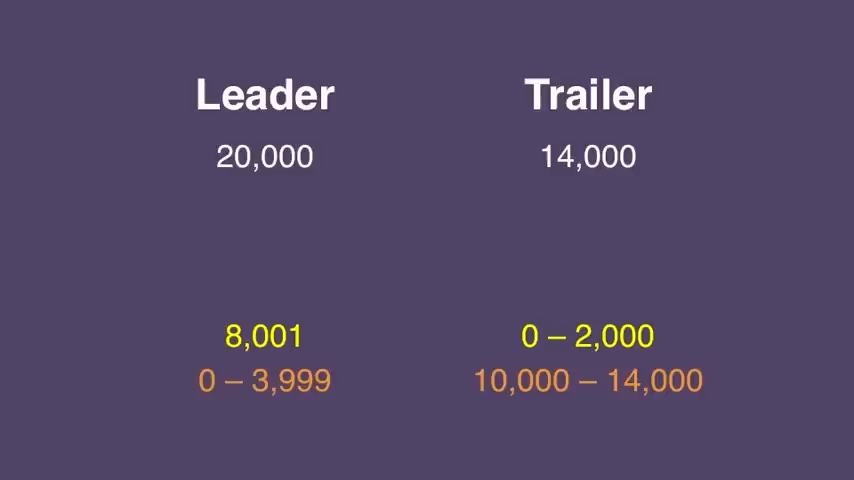 Leader Trailer
20,000 14,000
8,001 0 – 2,000
0 – 3,999 10,000 – 14,000